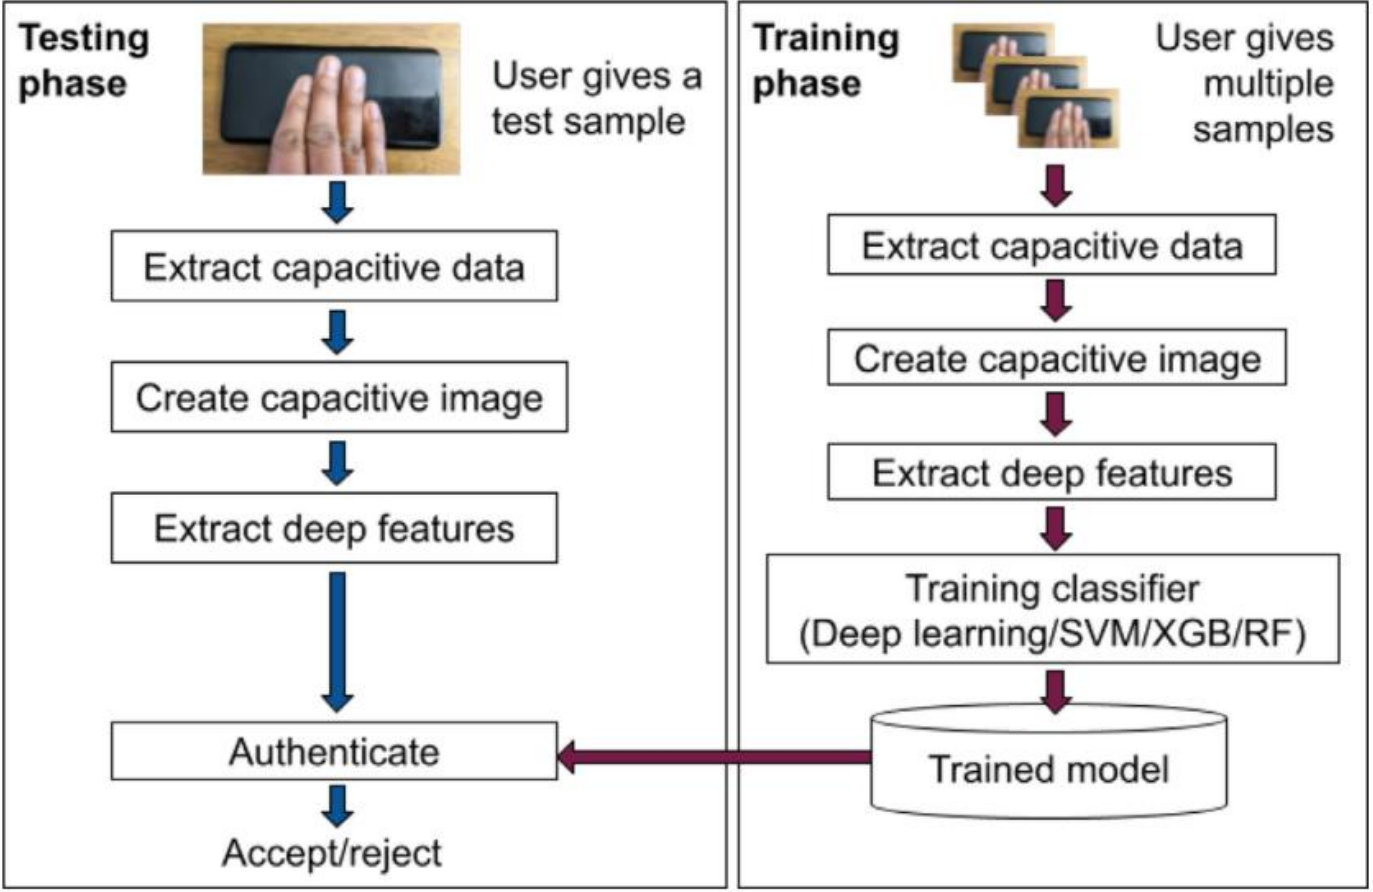 Testing
phase
User gives a
test sample
Extract capacitive data
Create capacitive image
Extract deep features
Authenticate
Accept/reject
Training
phase
User gives
multiple
samples
Extract capacitive data
Create capacitive image
Extract deep features
Training classifier
(Deep learning/SVM/XGB/RF)
Trained model